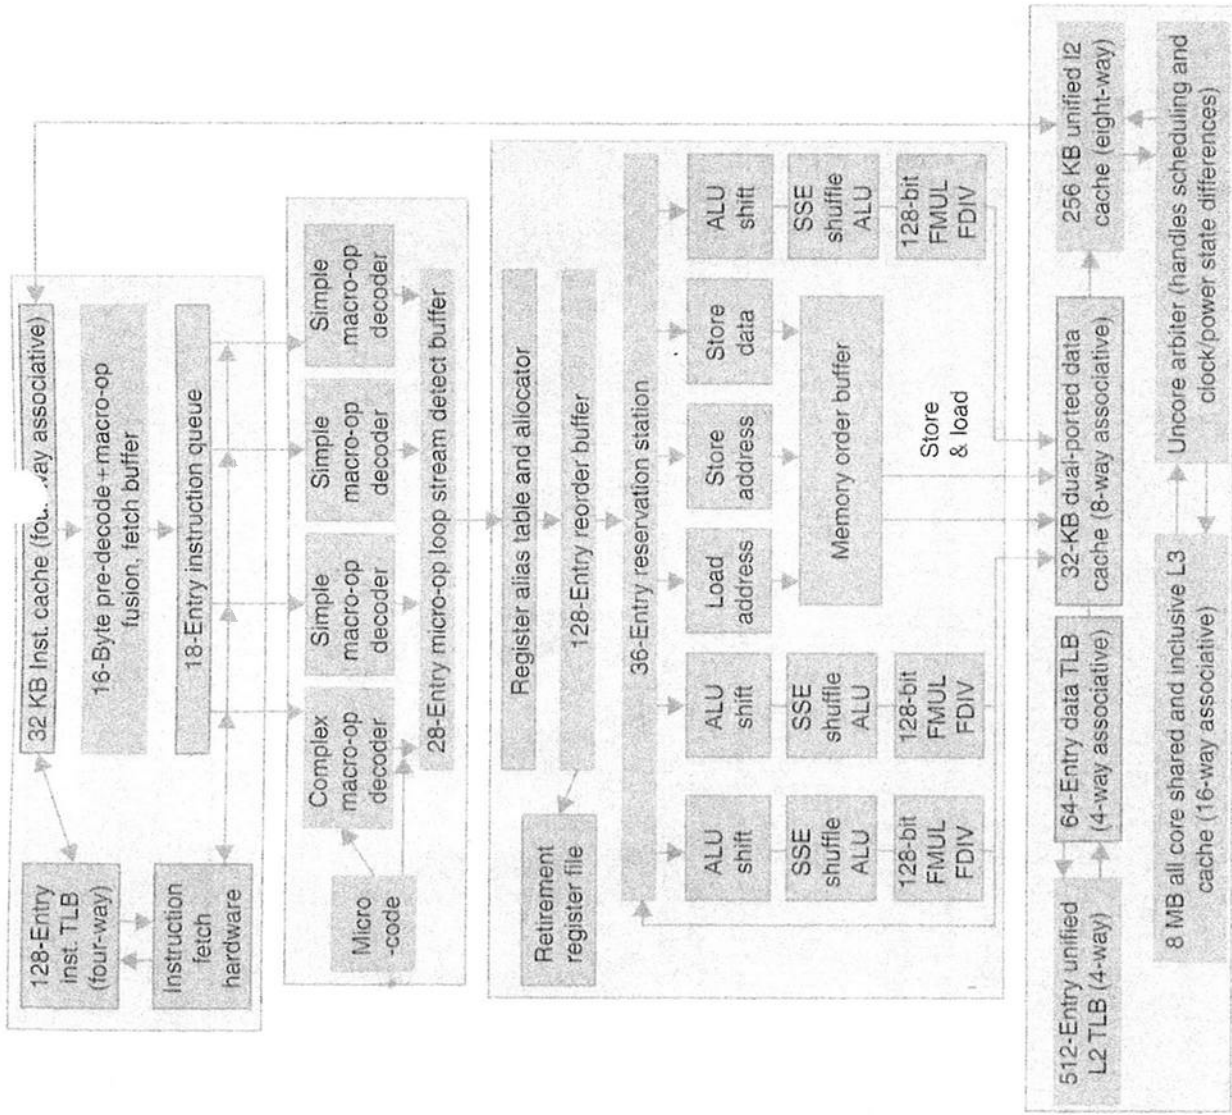 128-Entry
inst. TLB
(four-way)
32 KB Inst. cache (four way associative)
16-Byte pre-decode+macro-op
fusion, fetch buffer
Instruction
fetch
hardware
18-Entry instruction queue
Complex
macro-op
decoder
Simple
macro-op
decoder
Simple
macro-op
decoder
Simple
macro-op
decoder
Micro
-code
28-Entry micro-op loop stream detect buffer
Register alias table and allocator
Retirement
register file
128-Entry reorder buffer
36-Entry reservation station
ALU
shift
ALU
shift
Load
address
Store
address
Store
data
ALU
shift
SSE
shuffle
ALU
SSE
shuffle
ALU
Memory order buffer
SSE
shuffle
ALU
128-bit
FMUL
FDIV
128-bit
FMUL
FDIV
Store
& load
128-bit
FMUL
FDIV
512-Entry unified
L2 TLB (4-way)
64-Entry data TLB
(4-way associative)
32-KB dual-ported data
cache (8-way associative)
256 KB unified l2
cache (eight-way)
8 MB all core shared and inclusive L3
cache (16-way associative)
Uncore arbiter (handles scheduling and
clock/power state differences)